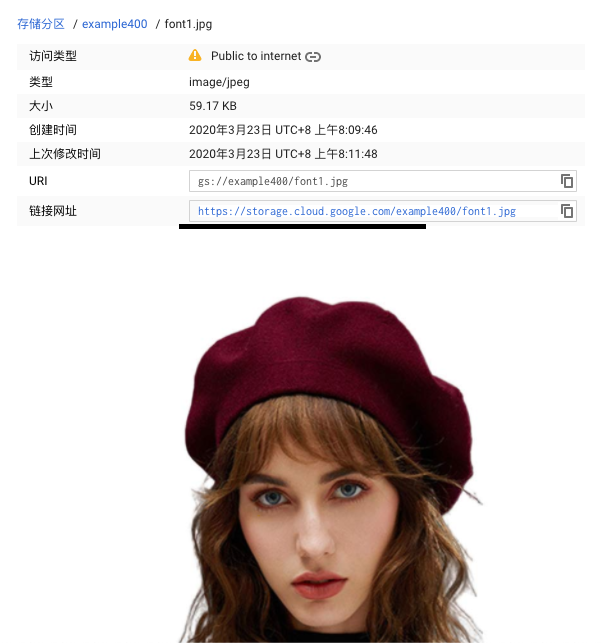 存储分区 / example400 / font1.jpg
访问类型 Public to internet
类型 image/jpeg
大小 59.17 KB
创建时间 2020年3月23日 UTC+8 上午8:09:46
上次修改时间 2020年3月23日 UTC+8 上午8:11:48
URI gs://example400/font1.jpg
链接网址 https://storage.cloud.google.com/example400/font1.jpg